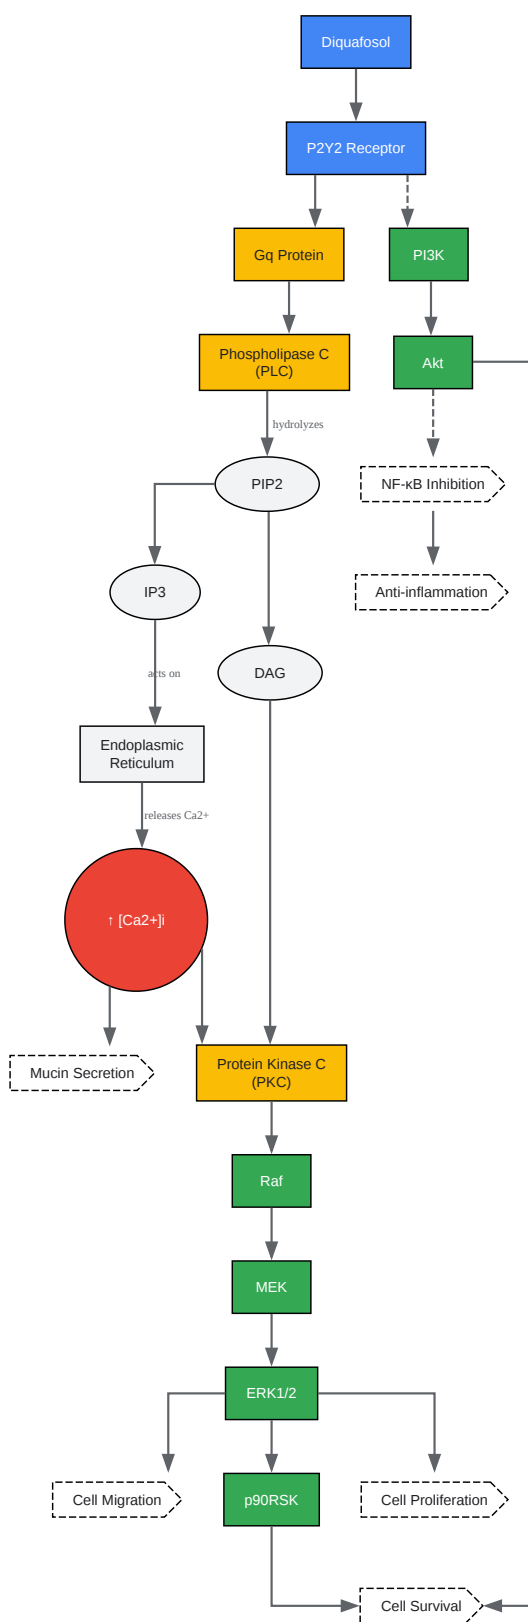 Diquafosol
P2Y2 Receptor
Gq Protein
PI3K
Phospholipase C
(PLC)
Akt
hydrolyzes
PIP2
NF-κB Inhibition
IP3
Anti-inflammation
acts on
DAG
Endoplasmic
Reticulum
releases Ca2+
↑ [Ca2+]i
Mucin Secretion
Protein Kinase C
(PKC)
Raf
MEK
ERK1/2
Cell Migration
p90RSK
Cell Proliferation
Cell Survival